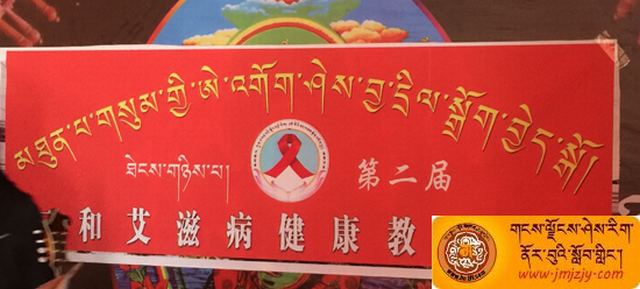 མཐུན་པ་གསུམ་གྱི་ཨེ་འགོག་ཤེས་བྱ་དྲིལ་སྒྲོག་བྱེད་སྒོ།
ཐེངས་གཉིས་པ།
第二届
和艾滋病健康教
གངས་ལྗོངས་ཤེས་རིག་
ནོར་བུའི་སློབ་གླིང་།
www.jmjzjy.com